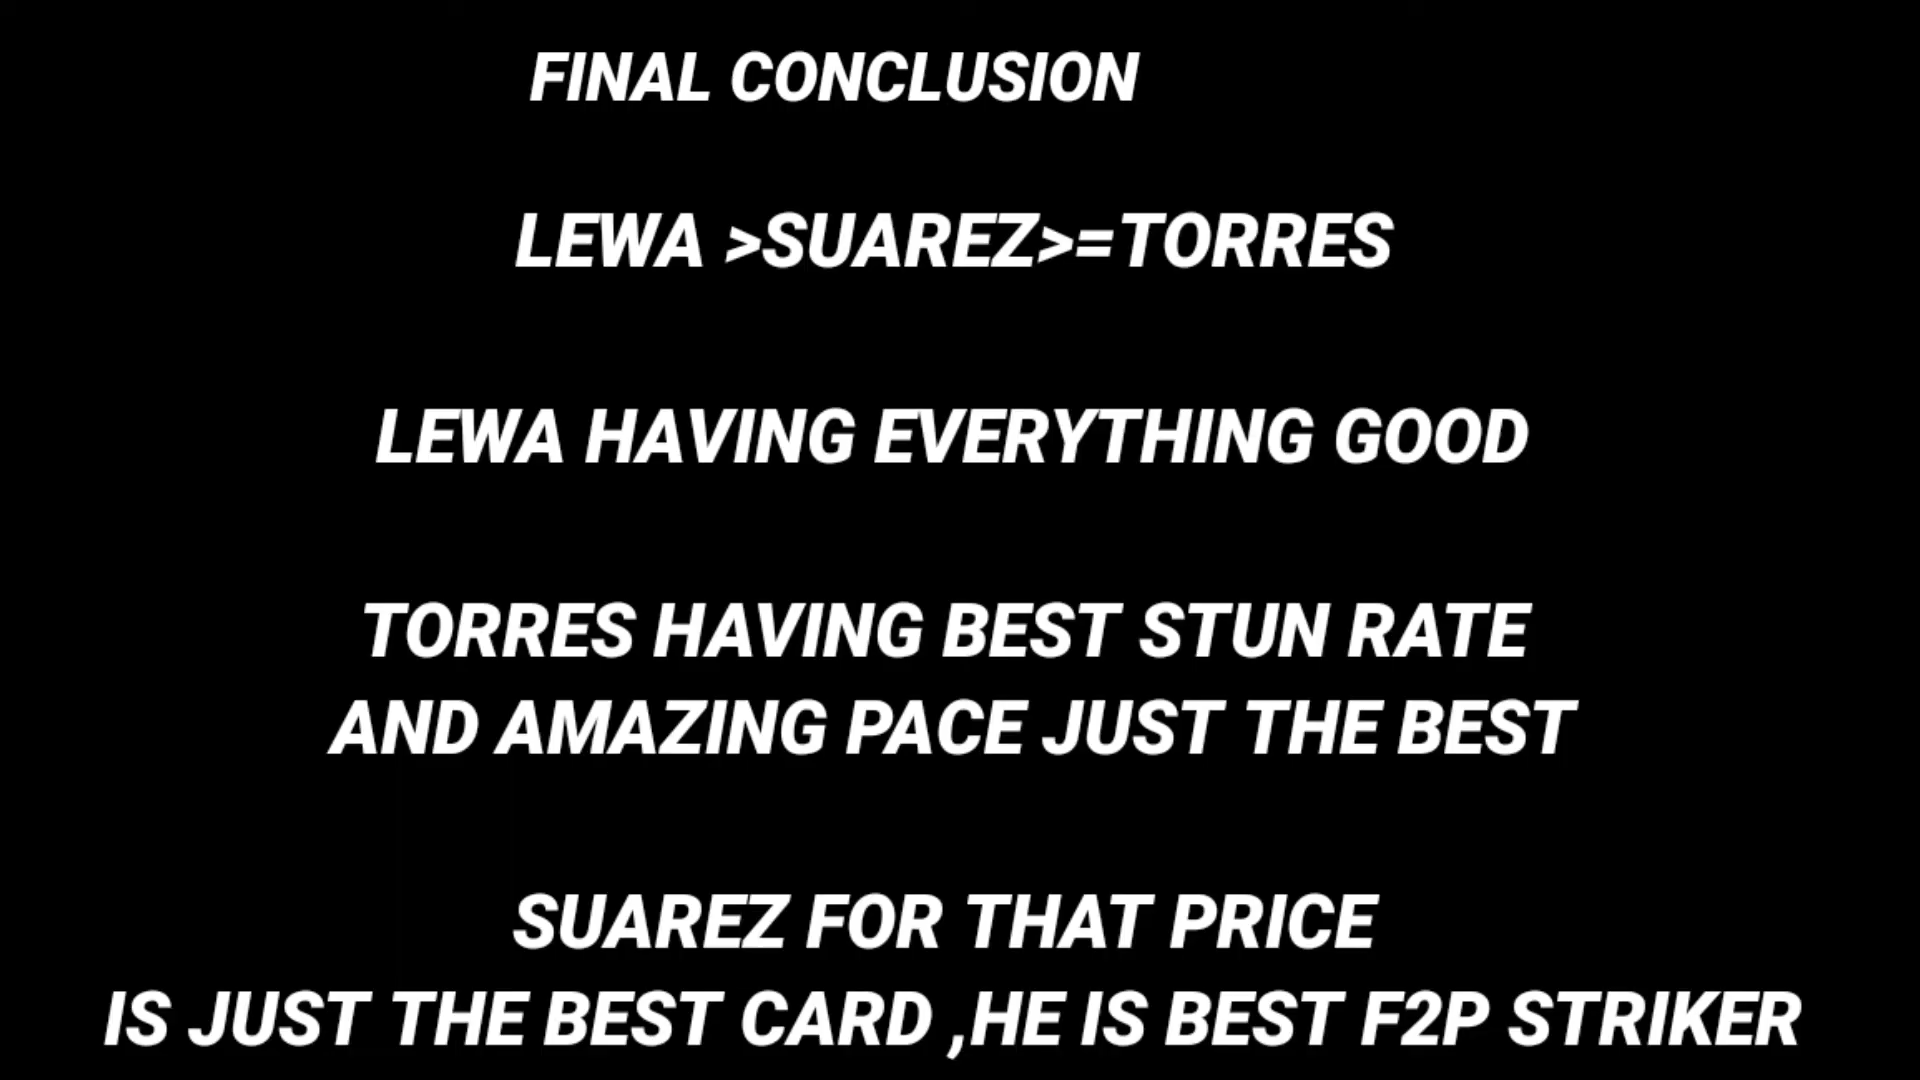 FINAL CONCLUSION
LEWA >SUAREZ>=TORRES
LEWA HAVING EVERYTHING GOOD
TORRES HAVING BEST STUN RATE
AND AMAZING PACE JUST THE BEST
SUAREZ FOR THAT PRICE
IS JUST THE BEST CARD ,HE IS BEST F2P STRIKER